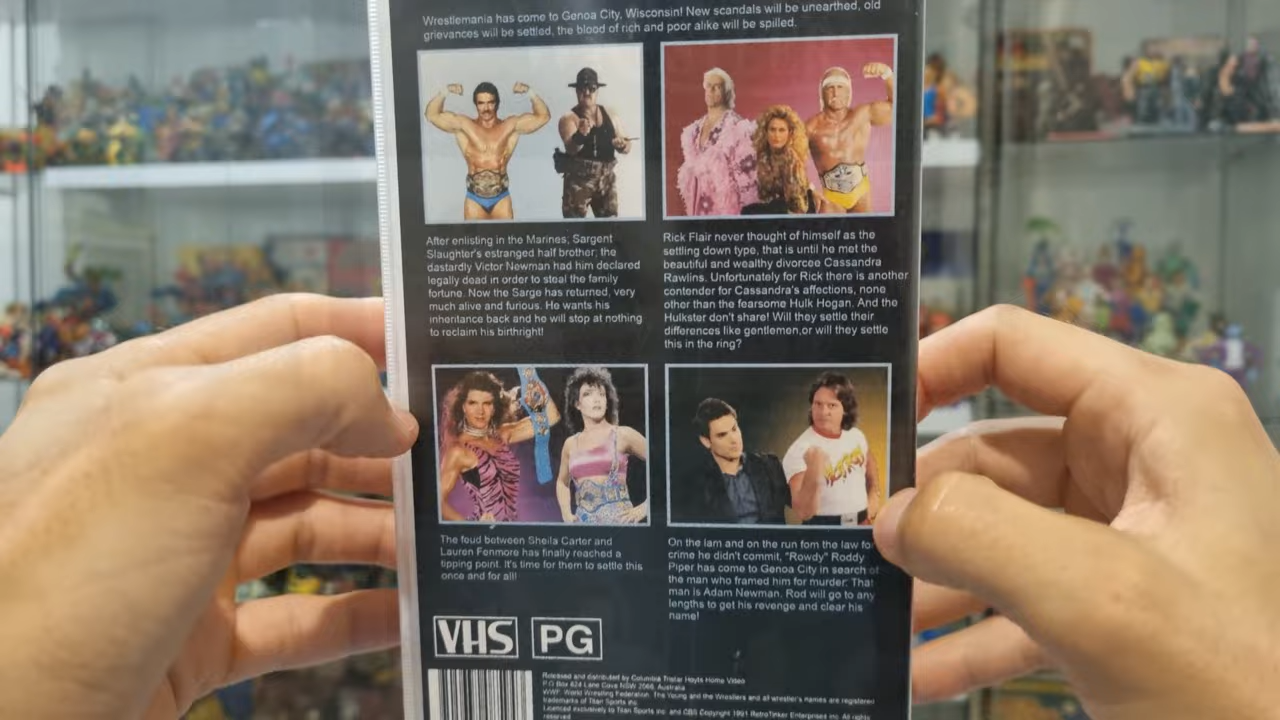 Wrestlemania has come to Genoa City, Wisconsin! New scandals will be unearthed, old
grievances will be settled, the blood of rich and poor alike will be spilled.
After enlisting in the Marines; Sargent
Slaughter's estranged half brother; the
dastardly Victor Newman had him declared
legally dead in order to steal the family
fortune. Now the Sarge has returned, very
much alive and furious. He wants his
inheritance back and he will stop at nothing
to reclaim his birthright!
Rick Flair never thought of himself as the
settling down type, that is until he met the
beautiful and wealthy divorcee Cassandra
Rawlins. Unfortunately for Rick there is another
contender for Cassandra's affections, none
other than the fearsome Hulk Hogan. And the
Hulkster don't share! Will they settle their
differences like gentlemen,or will they settle
this in the ring?
The feud between Sheila Carter and
Lauren Fenmore has finally reached a
tipping point. It's time for them to settle this
once and for all!
On the lam and on the run fom the law for
crime he didn't commit, "Rowdy" Roddy
Piper has come to Genoa City in search of
the man who framed him for murder: That
man is Adam Newman. Rod will go to any
lengths to get his revenge and clear his
name!
VHS PG
Released and distributed by Columbia Tristar Hoyts Home Video
P.O Box 824 Lane Cove NSW 2066, Australia
WWF: World Wrestling Federation, The Young and the Wrestlers and all wrestler's names are registered
trademarks of Titan Sports Inc.
Licensed exclusively to Titan Sports Inc. and CBS Copyright 1991 RetroTinker Enterprises Inc. All rights
reserved